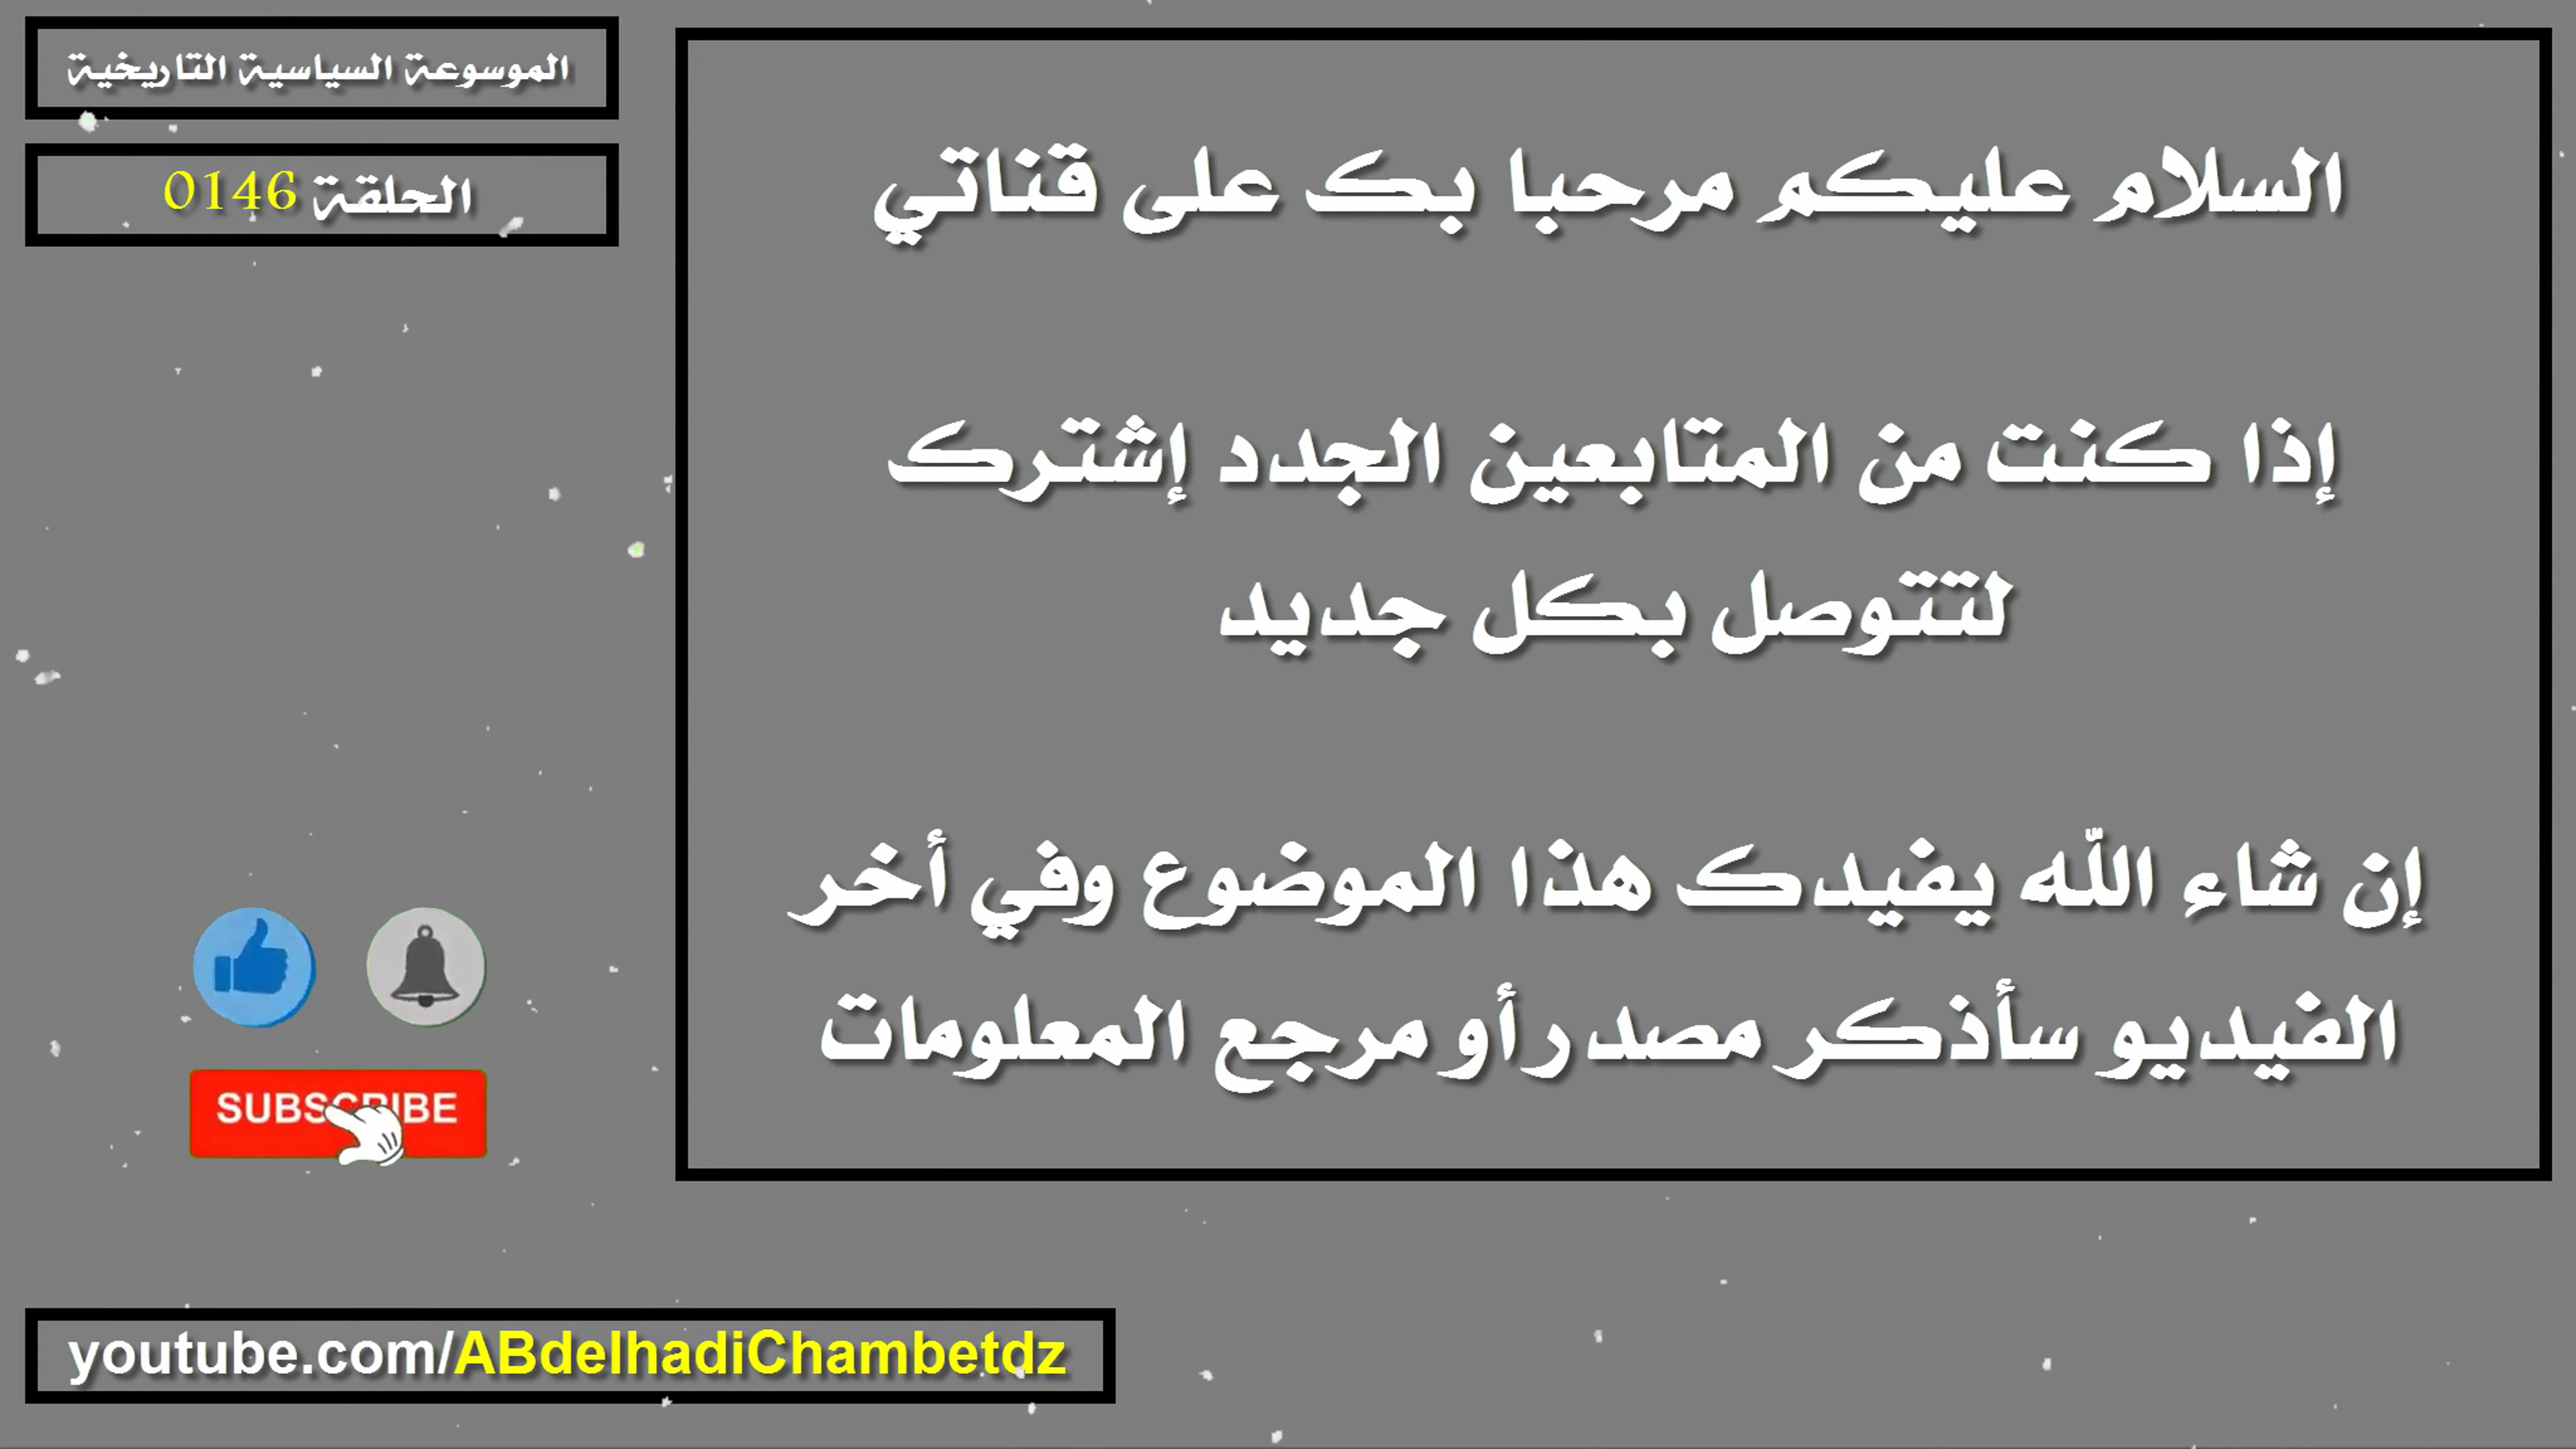 الموسوعة السياسية التاريخية
الحلقة 0146
السلام عليكم مرحبا بك على قناتي
إذا كنت من المتابعين الجدد إشترك
لتتوصل بكل جديد
إن شاء الله يفيدك هذا الموضوع وفي أخر
الفيديو سأذكر مصدر أو مرجع المعلومات
SUBSCRIBE
youtube.com/ABdelhadiChambetdz